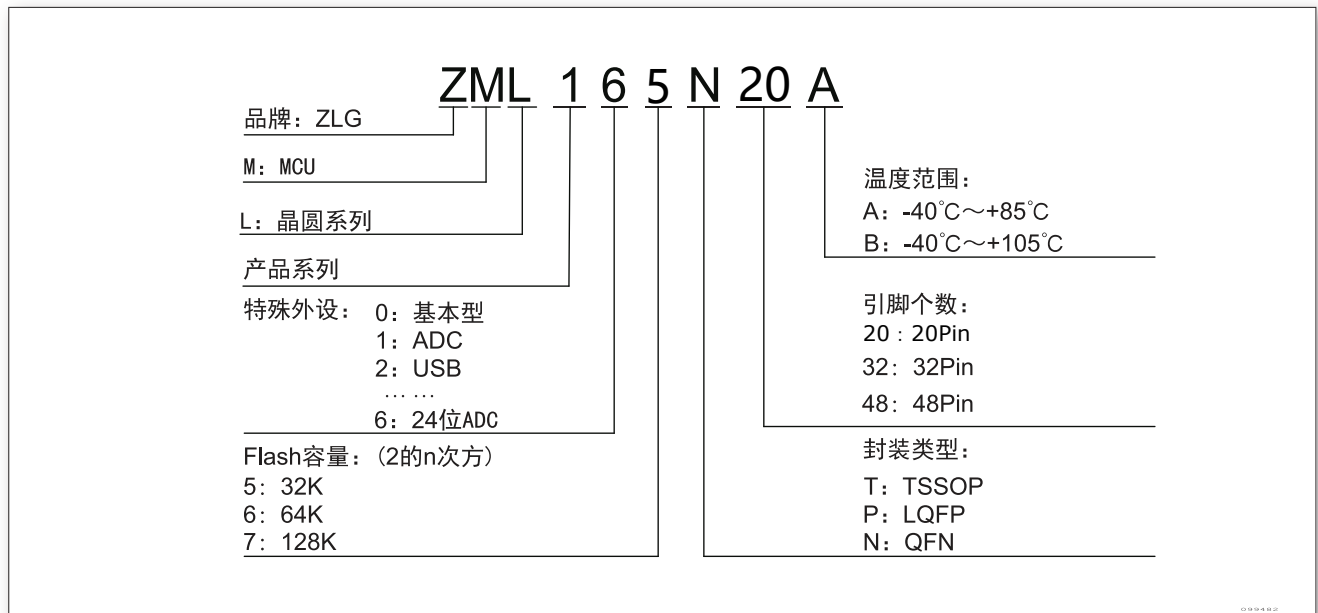 ZML 1 6 5 N 20 A
品牌：ZLG
M：MCU
L：晶圆系列
产品系列
特殊外设：0：基本型
1：ADC
2：USB
... ...
6：24位ADC
Flash容量：(2的n次方)
5：32K
6：64K
7：128K
温度范围：
A：-40℃～+85℃
B：-40℃～+105℃
引脚个数：
20：20Pin
32：32Pin
48：48Pin
封装类型：
T：TSSOP
P：LQFP
N：QFN
099482